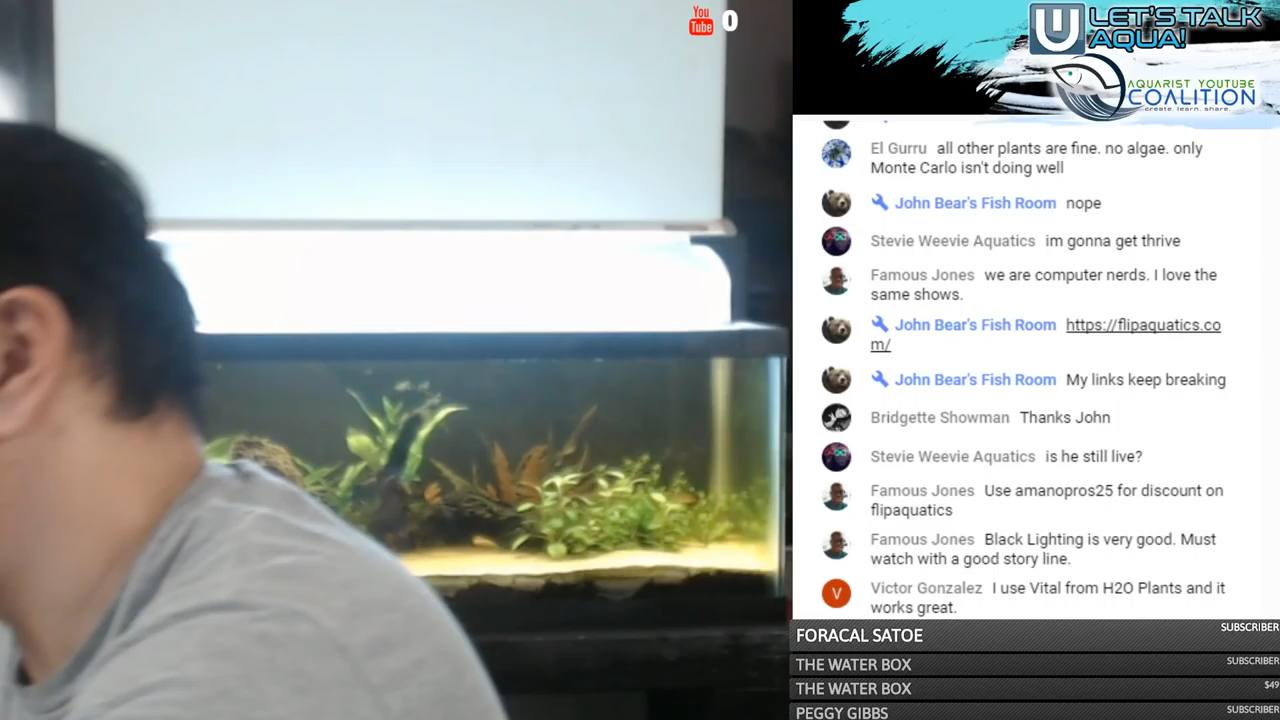 You
Tube 0
LET'S TALK
AQUA!
AQUARIST YOUTUBE
COALITION
create. learn. share.
El Gurru all other plants are fine. no algae. only
Monte Carlo isn't doing well
John Bear's Fish Room nope
Stevie Weevie Aquatics im gonna get thrive
Famous Jones we are computer nerds. I love the
same shows.
John Bear's Fish Room https://flipaquatics.co
m/
John Bear's Fish Room My links keep breaking
Bridgette Showman Thanks John
Stevie Weevie Aquatics is he still live?
Famous Jones Use amanopros25 for discount on
flipaquatics
Famous Jones Black Lighting is very good. Must
watch with a good story line.
V Victor Gonzalez I use Vital from H2O Plants and it
works great.
FORACAL SATOE SUBSCRIBER
THE WATER BOX SUBSCRIBER
THE WATER BOX $49
PEGGY GIBBS SUBSCRIBER